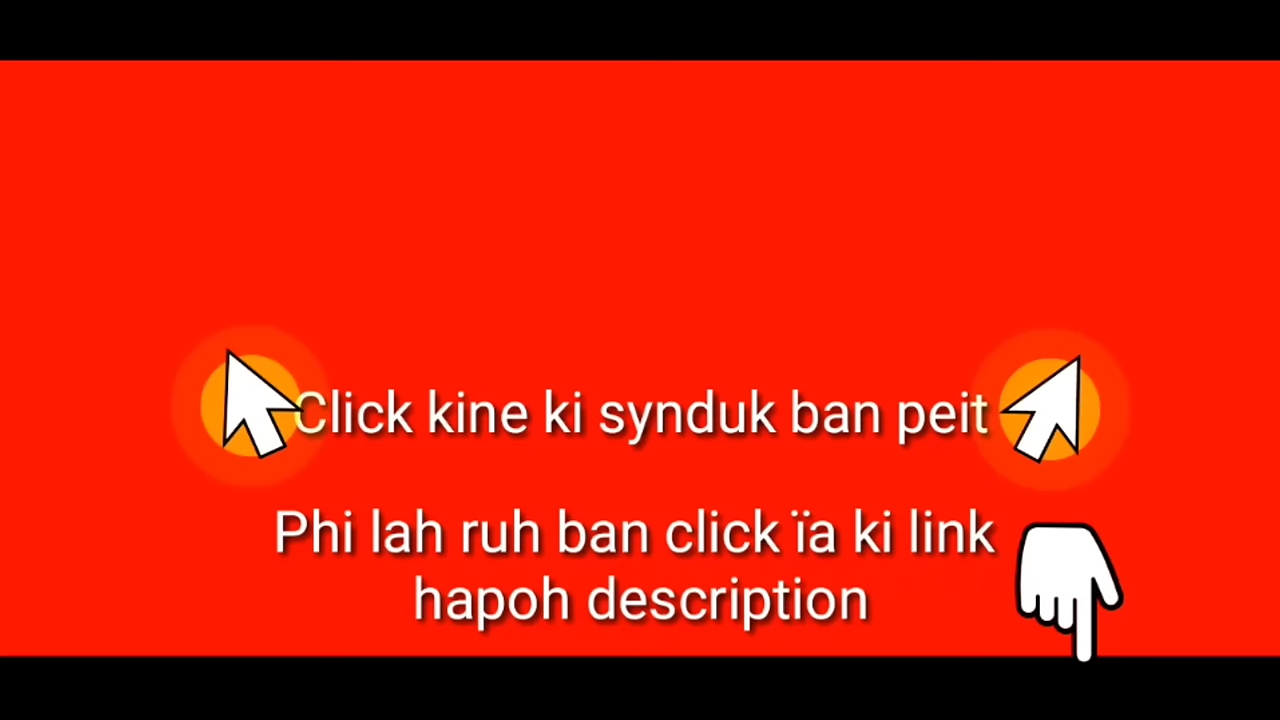 Click kine ki synduk ban peit
Phi lah ruh ban click ïa ki link
hapoh description